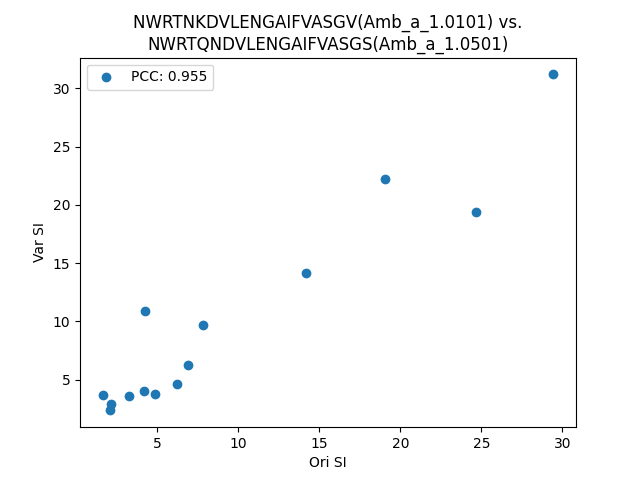 NWRTNKDVLENGAIFVASGV(Amb_a_1.0101) vs.
NWRTQNDVLENGAIFVASGS(Amb_a_1.0501)
PCC: 0.955
30
25
20
15
10
5
Var SI
5 10 15 20 25 30
Ori SI